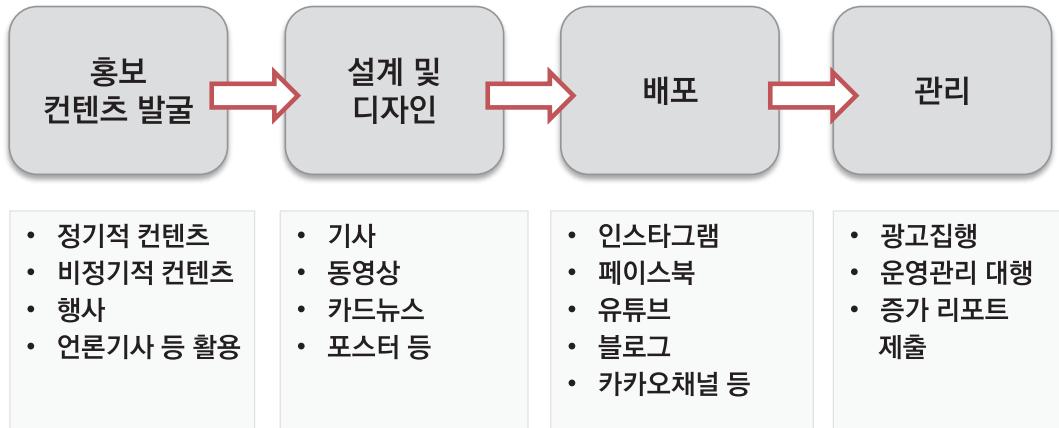 홍보
컨텐츠 발굴
설계 및
디자인
배포
관리
• 정기적 컨텐츠
• 비정기적 컨텐츠
• 행사
• 언론기사 등 활용
• 기사
• 동영상
• 카드뉴스
• 포스터 등
• 인스타그램
• 페이스북
• 유튜브
• 블로그
• 카카오채널 등
• 광고집행
• 운영관리 대행
• 증가 리포트
제출